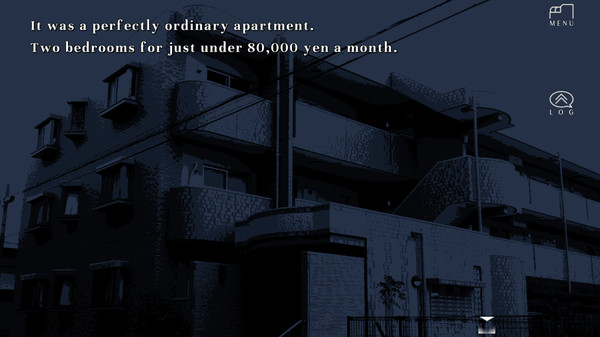 It was a perfectly ordinary apartment.
Two bedrooms for just under 80,000 yen a month.
MENU
LOG